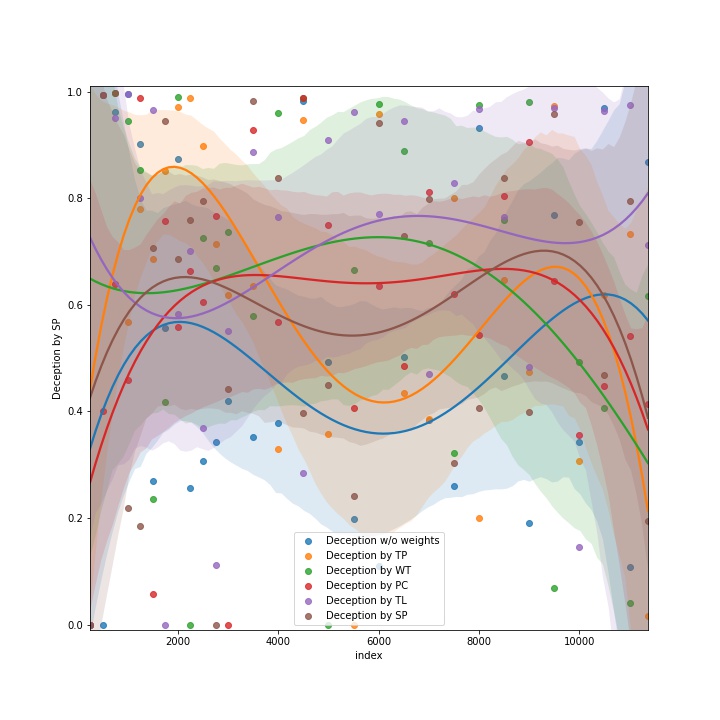 1.0
0.8
0.6
0.4
0.2
0.0
Deception by SP
Deception w/o weights
Deception by TP
Deception by WT
Deception by PC
Deception by TL
Deception by SP
2000 4000 6000 8000 10000
index